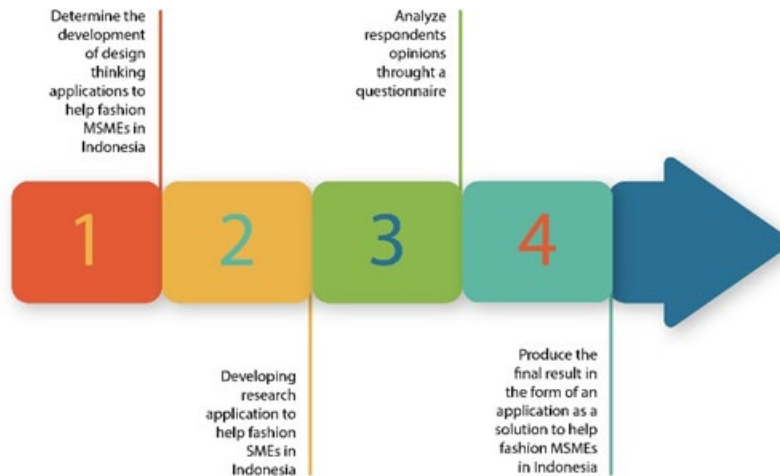 Determine the
development
of design
thinking
applications to
help fashion
MSMEs in
Indonesia
Analyze
respondents
opinions
throught a
questionnaire
1
2
3
4
Developing
research
application to
help fashion
SMEs in
Indonesia
Produce the
final result in
the form of an
application as a
solution to help
fashion MSMEs
in Indonesia